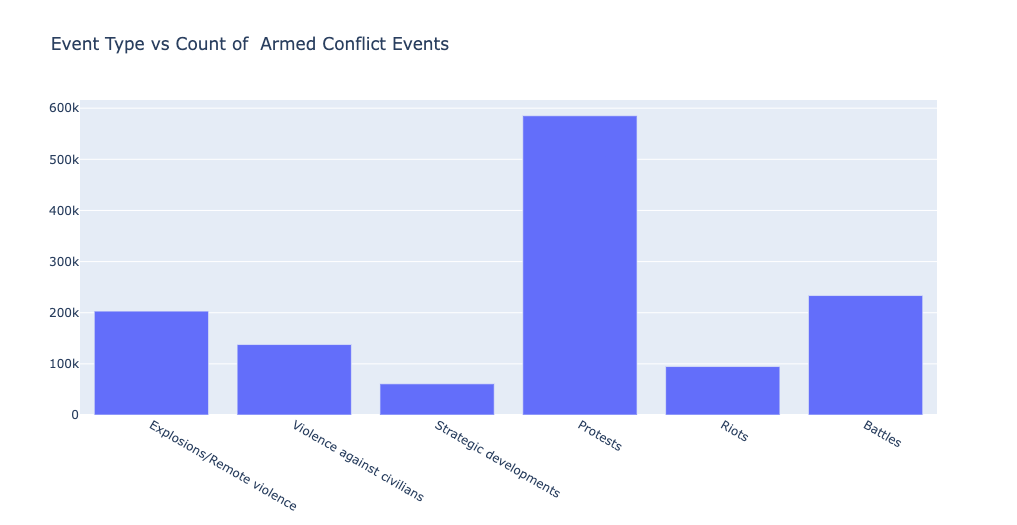 Event Type vs Count of  Armed Conflict Events
600k
500k
400k
300k
200k
100k
0
Explosions/Remote violence
Violence against civilians
Strategic developments
Protests
Riots
Battles